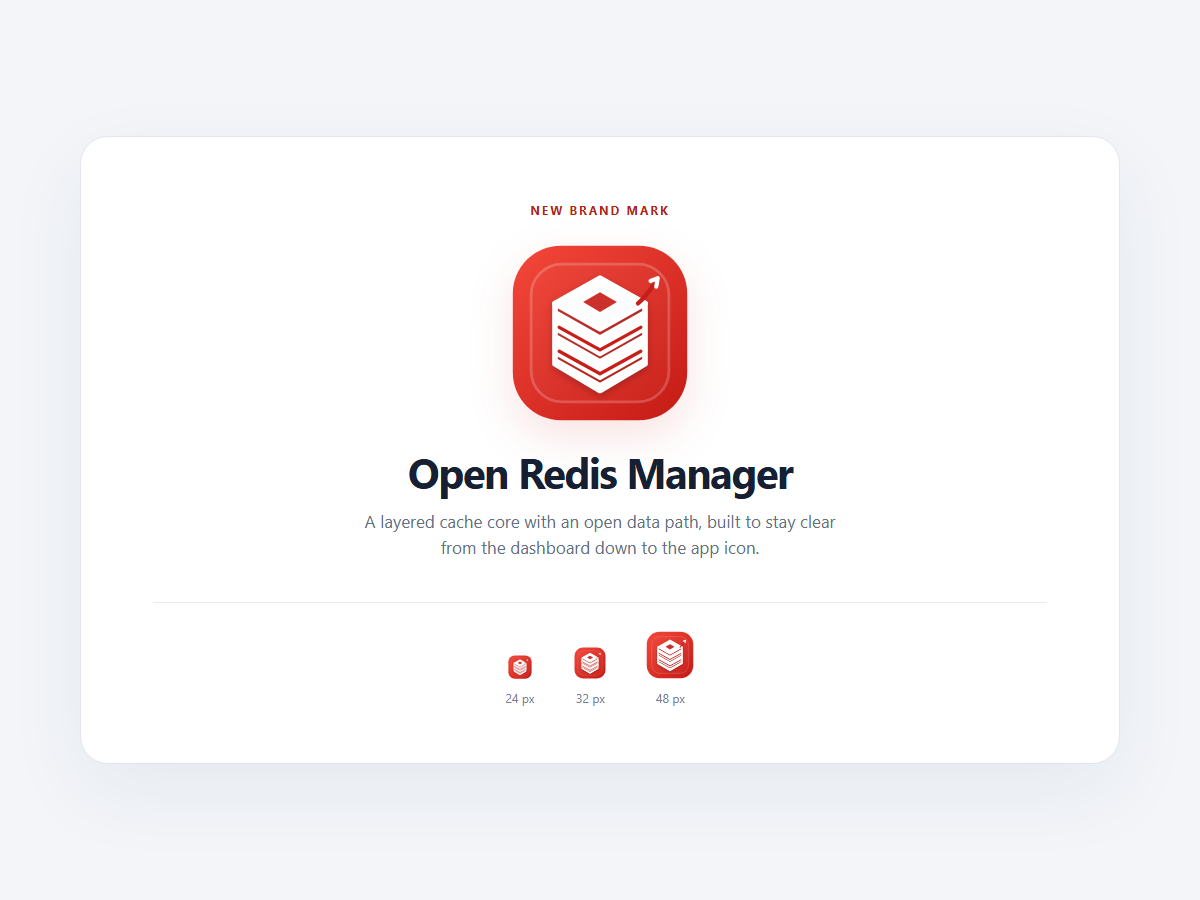 NEW BRAND MARK
Open Redis Manager
A layered cache core with an open data path, built to stay clear
from the dashboard down to the app icon.
24 px
32 px
48 px